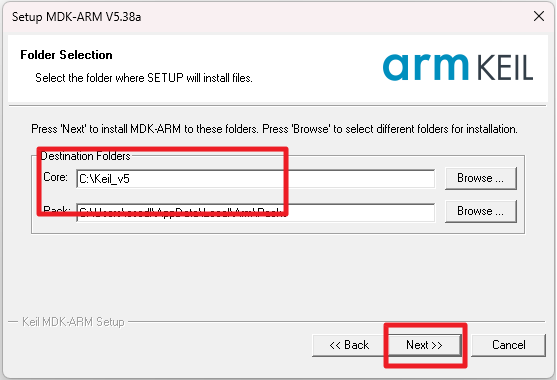 Setup MDK-ARM V5.38a
Folder Selection
Select the folder where SETUP will install files.
arm KEIL
Press 'Next' to install MDK-ARM to these folders. Press 'Browse' to select different folders for installation.
Destination Folders
Core: C:\Keil_v5 Browse ...
Pack: Browse ...
Keil MDK-ARM Setup
<< Back Next >> Cancel